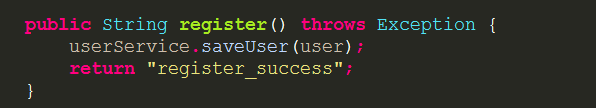 public String register() throws Exception {
    userService.saveUser(user);
    return "register_success";
}